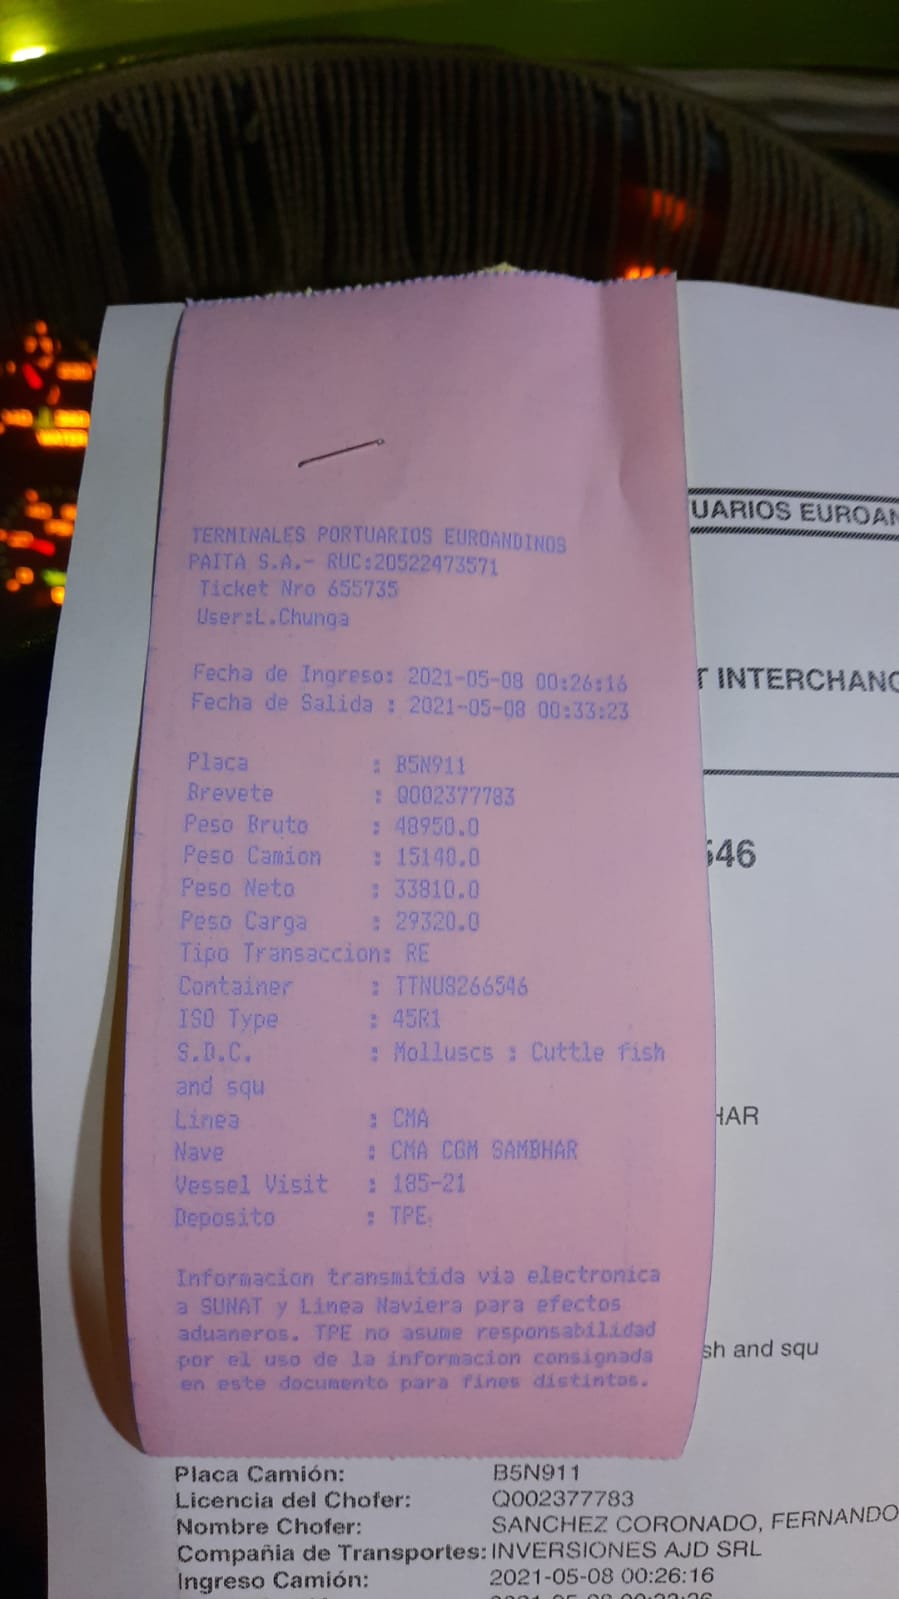 TERMINALES PORTUARIOS EUROANDINOS
PAITA S.A.- RUC:20522473571
Ticket Nro 655735
User:L.Chunga
Fecha de Ingreso: 2021-05-08 00:26:16
Fecha de Salida : 2021-05-08 00:33:23
Placa : B5N911
Brevete : Q002377783
Peso Bruto : 48950.0
Peso Camion : 15140.0
Peso Neto : 33810.0
Peso Carga : 29320.0
Tipo Transaccion: RE
Container : TTNU8266546
ISO Type : 45R1
S.D.C. : Molluscs : Cuttle fish
and squ
Linea : CMA
Nave : CMA CGM SAMBHAR
Vessel Visit : 185-21
Deposito : TPE
Informacion transmitida via electronica
a SUNAT y Linea Naviera para efectos
aduaneros. TPE no asume responsabilidad
por el uso de la informacion consignada
en este documento para fines distintos.
UARIOS EUROAN
T INTERCHANG
546
HAR
sh and squ
Placa Camión: B5N911
Licencia del Chofer: Q002377783
Nombre Chofer: SANCHEZ CORONADO, FERNANDO
Compañia de Transportes: INVERSIONES AJD SRL
Ingreso Camión: 2021-05-08 00:26:16